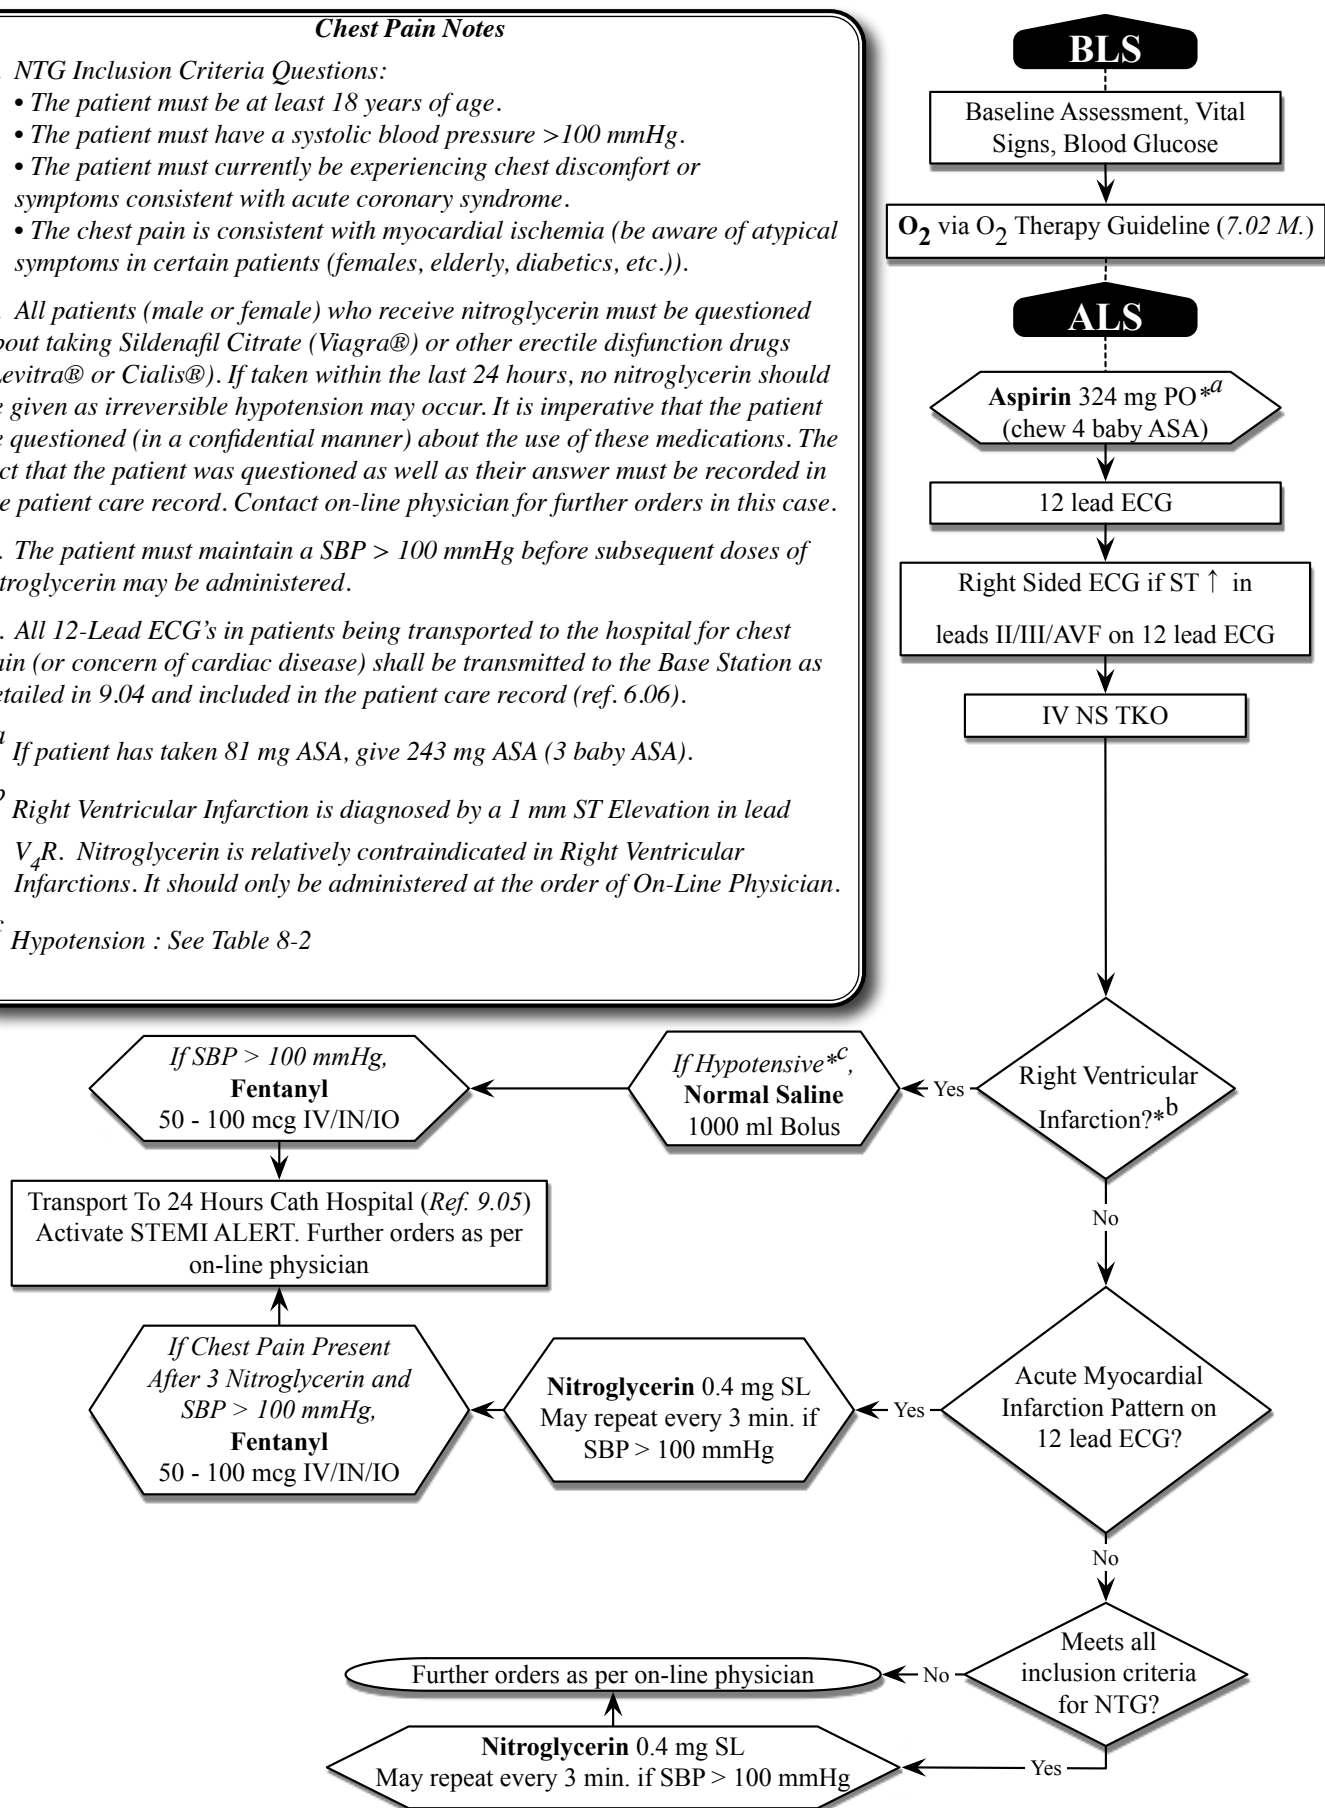 Chest Pain Notes
. NTG Inclusion Criteria Questions:
• The patient must be at least 18 years of age.
• The patient must have a systolic blood pressure >100 mmHg.
• The patient must currently be experiencing chest discomfort or
symptoms consistent with acute coronary syndrome.
• The chest pain is consistent with myocardial ischemia (be aware of atypical
symptoms in certain patients (females, elderly, diabetics, etc.)).
. All patients (male or female) who receive nitroglycerin must be questioned
bout taking Sildenafil Citrate (Viagra®) or other erectile disfunction drugs
evitra® or Cialis®). If taken within the last 24 hours, no nitroglycerin should
e given as irreversible hypotension may occur. It is imperative that the patient
e questioned (in a confidential manner) about the use of these medications. The
ct that the patient was questioned as well as their answer must be recorded in
e patient care record. Contact on-line physician for further orders in this case.
. The patient must maintain a SBP > 100 mmHg before subsequent doses of
itroglycerin may be administered.
. All 12-Lead ECG's in patients being transported to the hospital for chest
ain (or concern of cardiac disease) shall be transmitted to the Base Station as
etailed in 9.04 and included in the patient care record (ref. 6.06).
a If patient has taken 81 mg ASA, give 243 mg ASA (3 baby ASA).
b Right Ventricular Infarction is diagnosed by a 1 mm ST Elevation in lead
V4R. Nitroglycerin is relatively contraindicated in Right Ventricular
Infarctions. It should only be administered at the order of On-Line Physician.
c Hypotension : See Table 8-2
BLS
Baseline Assessment, Vital
Signs, Blood Glucose
O2 via O2 Therapy Guideline (7.02 M.)
ALS
Aspirin 324 mg PO*a
(chew 4 baby ASA)
12 lead ECG
Right Sided ECG if ST ↑ in
leads II/III/AVF on 12 lead ECG
IV NS TKO
Right Ventricular
Infarction?*b
Yes
If Hypotensive*c,
Normal Saline
1000 ml Bolus
If SBP > 100 mmHg,
Fentanyl
50 - 100 mcg IV/IN/IO
Transport To 24 Hours Cath Hospital (Ref. 9.05)
Activate STEMI ALERT. Further orders as per
on-line physician
No
Acute Myocardial
Infarction Pattern on
12 lead ECG?
Yes
Nitroglycerin 0.4 mg SL
May repeat every 3 min. if
SBP > 100 mmHg
If Chest Pain Present
After 3 Nitroglycerin and
SBP > 100 mmHg,
Fentanyl
50 - 100 mcg IV/IN/IO
No
Meets all
inclusion criteria
for NTG?
No
Further orders as per on-line physician
Yes
Nitroglycerin 0.4 mg SL
May repeat every 3 min. if SBP > 100 mmHg